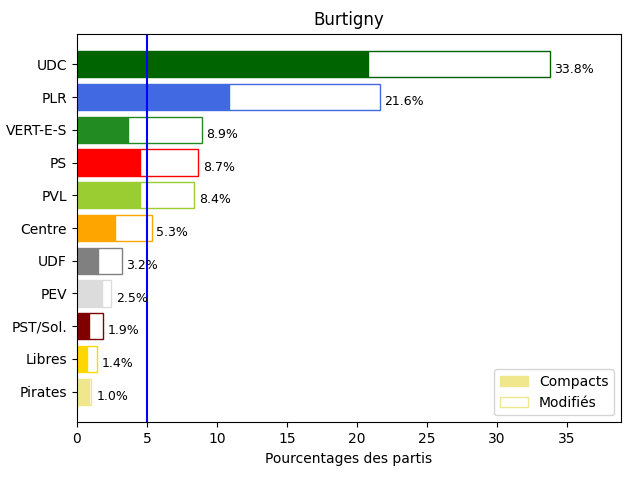 Burtigny
UDC 33.8%
PLR 21.6%
VERT-E-S 8.9%
PS 8.7%
PVL 8.4%
Centre 5.3%
UDF 3.2%
PEV 2.5%
PST/Sol. 1.9%
Libres 1.4%
Pirates 1.0%
Compacts
Modifiés
0 5 10 15 20 25 30 35
Pourcentages des partis